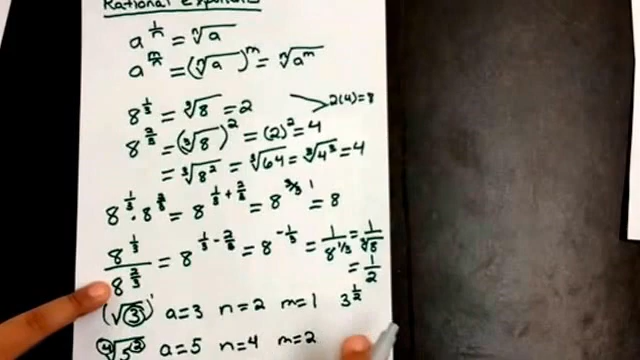 Rational exponents
a^{1/n} = ⁿ√a
a^{m/n} = (ⁿ√a)^m = ⁿ√a^m
8^{1/3} = ³√8 = 2
2(4)=8
8^{2/3} = (³√8)^2 = (2)^2 = 4
= ³√8^2 = ³√64 = ³√4^3 = 4
8^{1/3} · 8^{2/3} = 8^{1/3 + 2/3} = 8^{3/3} 1 = 8
8^{1/3} / 8^{2/3} = 8^{1/3 - 2/3} = 8^{-1/3} = 1/8^{1/3} = 1/³√8
= 1/2
(√3)^1 a=3 n=2 m=1 3^{1/2}
⁴√5^2 a=5 n=4 m=2